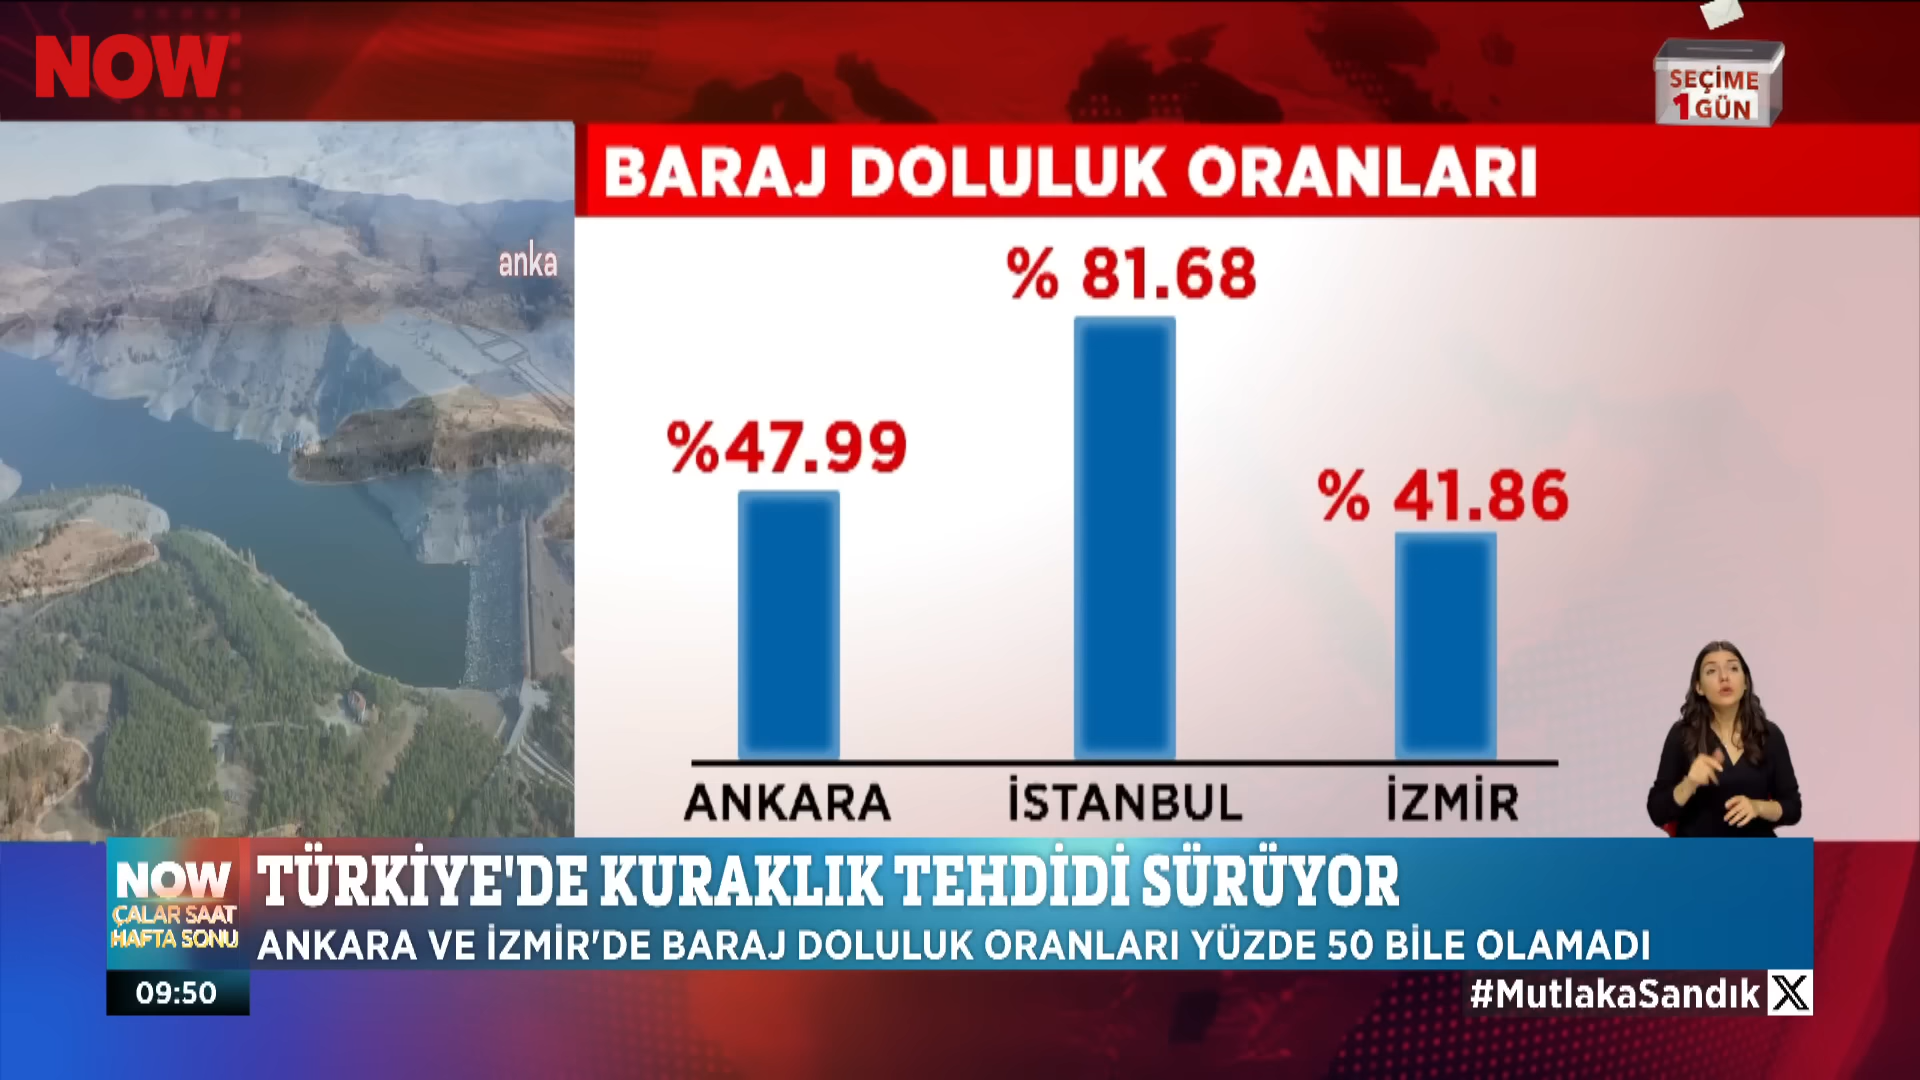 NOW
SEÇİME
1 GÜN
BARAJ DOLULUK ORANLARI
anka
% 81.68
%47.99
% 41.86
ANKARA İSTANBUL İZMİR
NOW
ÇALAR SAAT
HAFTA SONU
TÜRKİYE'DE KURAKLIK TEHDİDİ SÜRÜYOR
ANKARA VE İZMİR'DE BARAJ DOLULUK ORANLARI YÜZDE 50 BİLE OLAMADI
09:50
#MutlakaSandık X